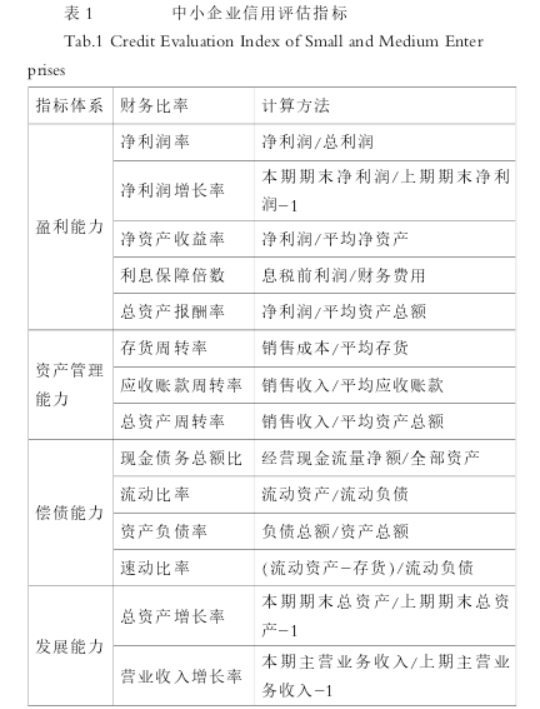 表 1 中小企业信用评估指标
Tab.1 Credit Evaluation Index of Small and Medium Enter
prises
指标体系 财务比率 计算方法
盈利能力
净利润率 净利润/总利润
净利润增长率 本期期末净利润/上期期末净利
润-1
净资产收益率 净利润/平均净资产
利息保障倍数 息税前利润/财务费用
总资产报酬率 净利润/平均资产总额
资产管理
能力
存货周转率 销售成本/平均存货
应收账款周转率 销售收入/平均应收账款
总资产周转率 销售收入/平均资产总额
偿债能力
现金债务总额比 经营现金流量净额/全部资产
流动比率 流动资产/流动负债
资产负债率 负债总额/资产总额
速动比率 (流动资产-存货)/流动负债
发展能力
总资产增长率 本期期末总资产/上期期末总资
产-1
营业收入增长率 本期主营业务收入/上期主营业
务收入-1